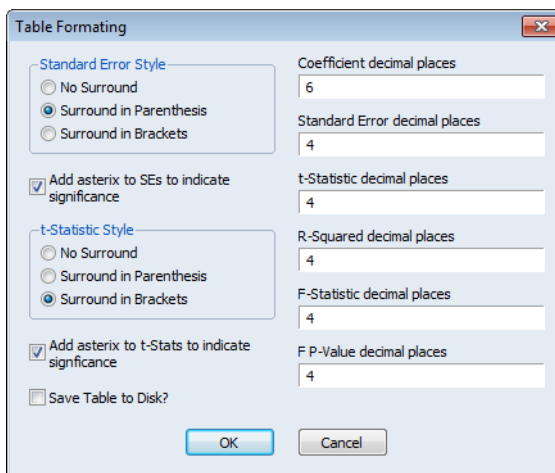 Table Formating
Standard Error Style
No Surround
Surround in Parenthesis
Surround in Brackets
Add asterix to SEs to indicate
significance
t-Statistic Style
No Surround
Surround in Parenthesis
Surround in Brackets
Add asterix to t-Stats to indicate
signficance
Save Table to Disk?
Coefficient decimal places
6
Standard Error decimal places
4
t-Statistic decimal places
4
R-Squared decimal places
4
F-Statistic decimal places
4
F P-Value decimal places
4
OK
Cancel